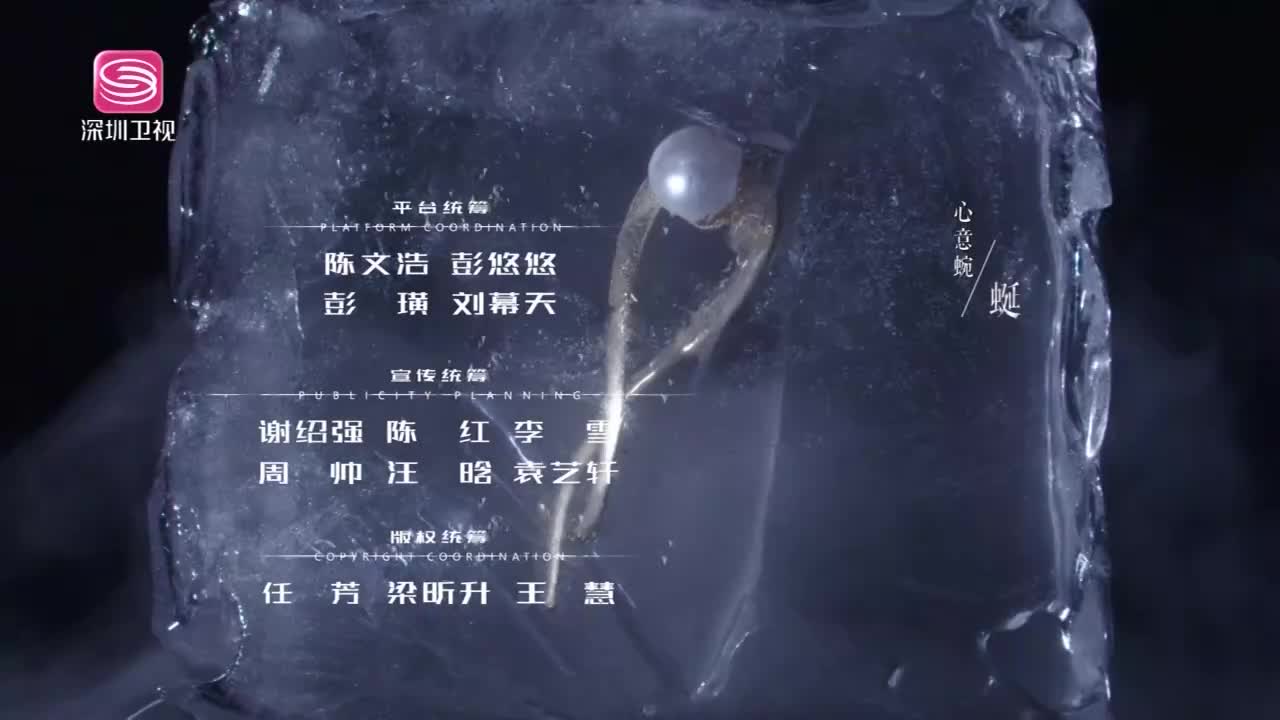 深圳卫视
平台统筹
PLATFORM COORDINATION
陈文浩 彭悠悠
彭 璜 刘幕天
宣传统筹
PUBLICITY PLANNING
谢绍强 陈 红 李 雪
周 帅 汪 晗 袁艺轩
版权统筹
COPYRIGHT COORDINATION
任 芳 梁昕升 王 慧
心意蜿
蜒